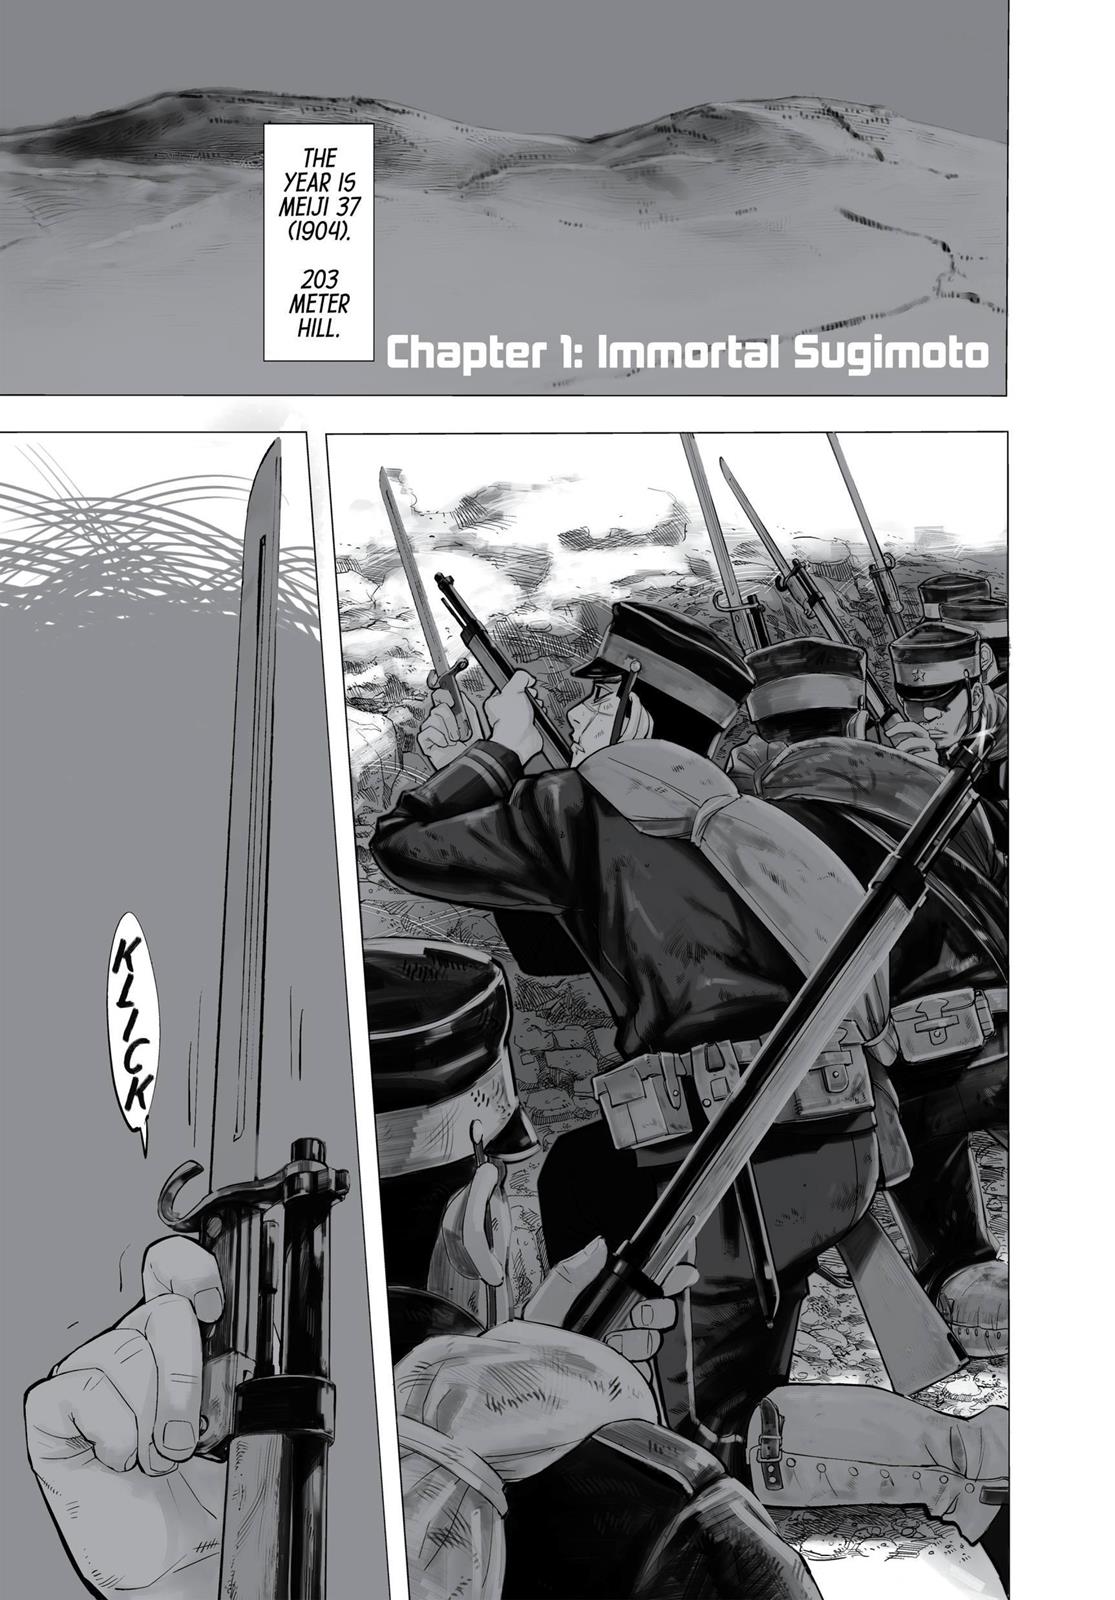 THE
YEAR IS
MEIJI 37
(1904).
203
METER
HILL.
Chapter 1: Immortal Sugimoto
KLICK